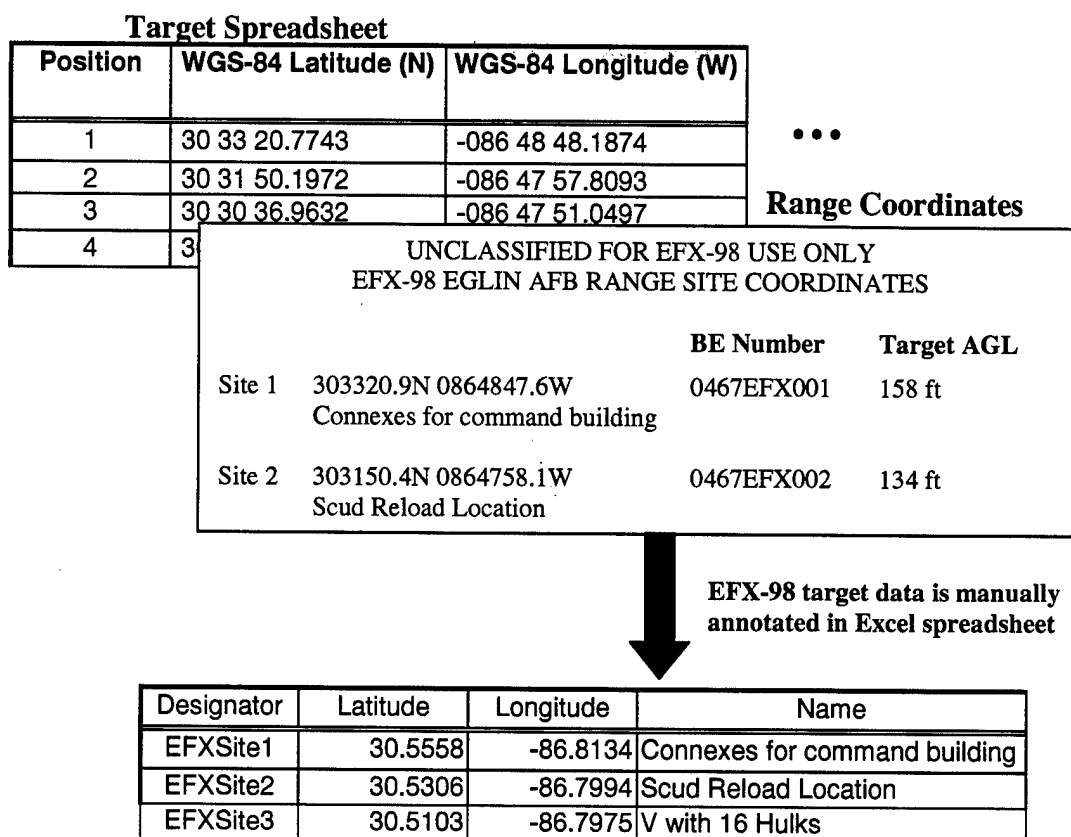 Target Spreadsheet
Position WGS-84 Latitude (N) WGS-84 Longitude (W)
1 30 33 20.7743 -086 48 48.1874
2 30 31 50.1972 -086 47 57.8093
3 30 30 36.9632 -086 47 51.0497
4 3
•••
Range Coordinates
UNCLASSIFIED FOR EFX-98 USE ONLY
EFX-98 EGLIN AFB RANGE SITE COORDINATES
BE Number Target AGL
Site 1 303320.9N 0864847.6W 0467EFX001 158 ft
Connexes for command building
Site 2 303150.4N 0864758.1W 0467EFX002 134 ft
Scud Reload Location
EFX-98 target data is manually
annotated in Excel spreadsheet
Designator Latitude Longitude Name
EFXSite1 30.5558 -86.8134 Connexes for command building
EFXSite2 30.5306 -86.7994 Scud Reload Location
EFXSite3 30.5103 -86.7975 V with 16 Hulks